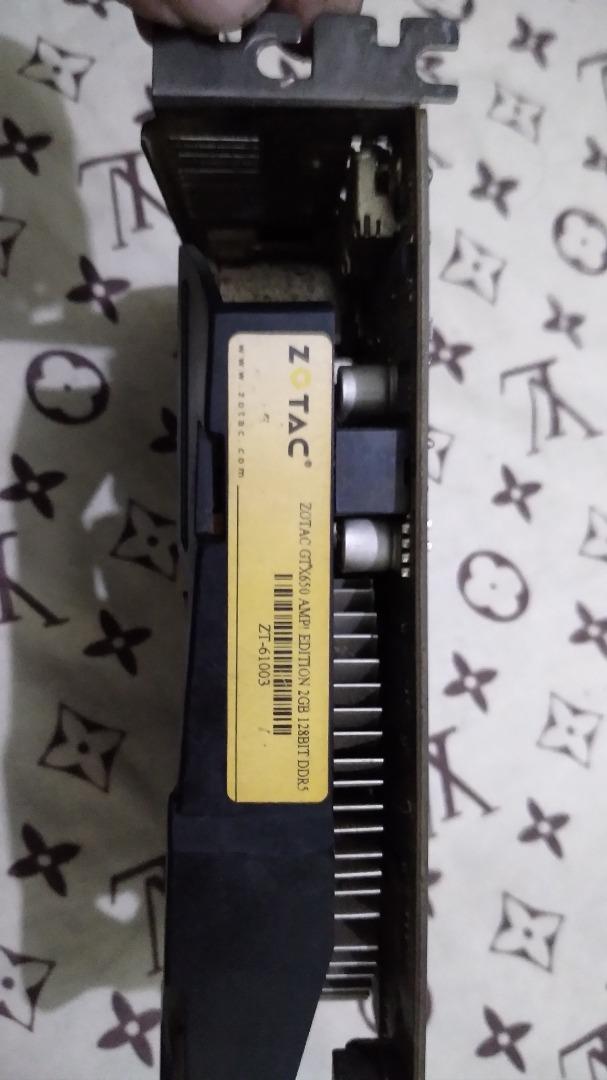 ZOTAC®
www.zotac.com
ZOTAC GTX650 AMP! EDITION 2GB 128BIT DDR5
ZT-61003